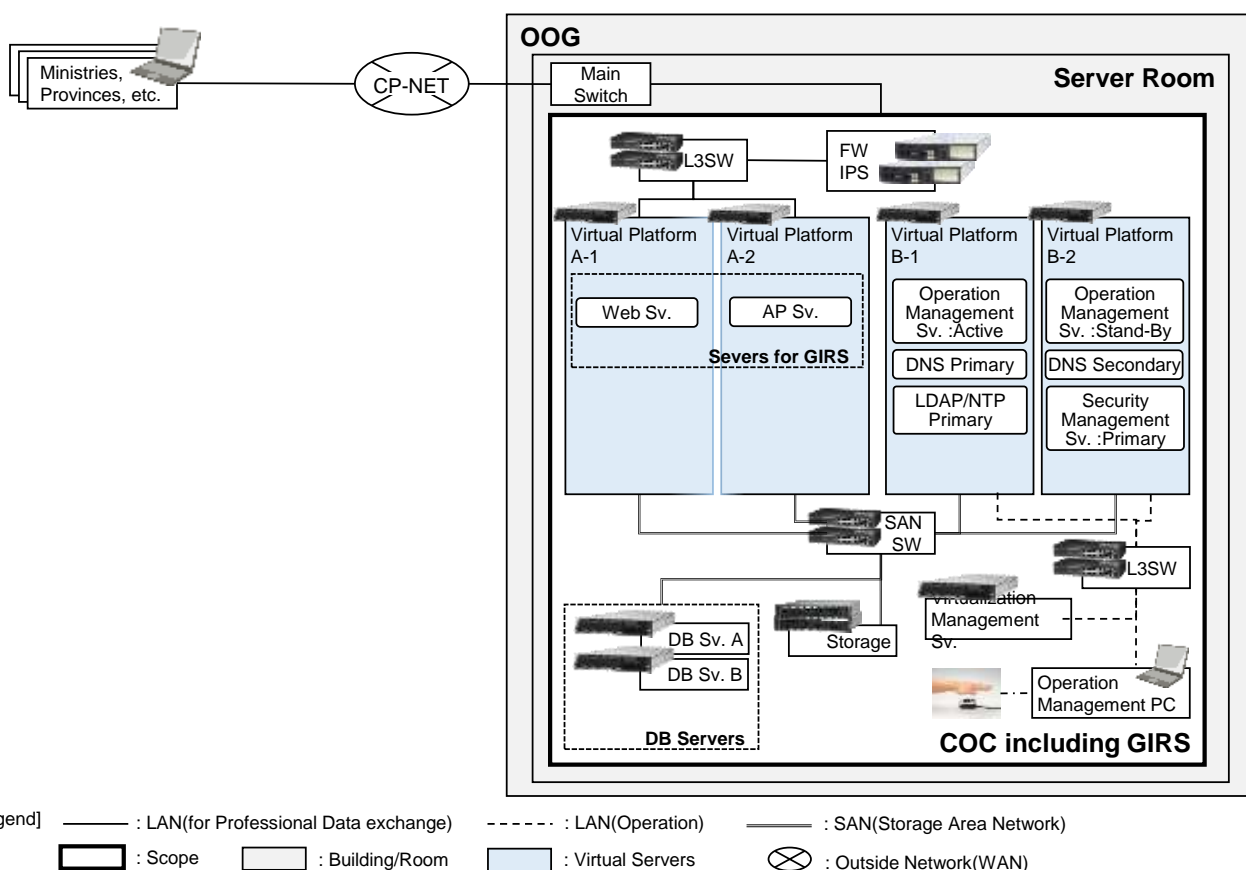 OOG
Server Room
Ministries,
Provinces, etc.
CP-NET
Main
Switch
L3SW
FW
IPS
Virtual Platform
A-1
Virtual Platform
A-2
Virtual Platform
B-1
Virtual Platform
B-2
Web Sv.
AP Sv.
Severs for GIRS
Operation
Management
Sv. :Active
DNS Primary
LDAP/NTP
Primary
Operation
Management
Sv. :Stand-By
DNS Secondary
Security
Management
Sv. :Primary
SAN
SW
L3SW
Virtualization
Management
Sv.
DB Sv. A
DB Sv. B
DB Servers
Storage
Operation
Management PC
COC including GIRS
gend]
: LAN(for Professional Data exchange)
: LAN(Operation)
: SAN(Storage Area Network)
: Scope
: Building/Room
: Virtual Servers
: Outside Network(WAN)